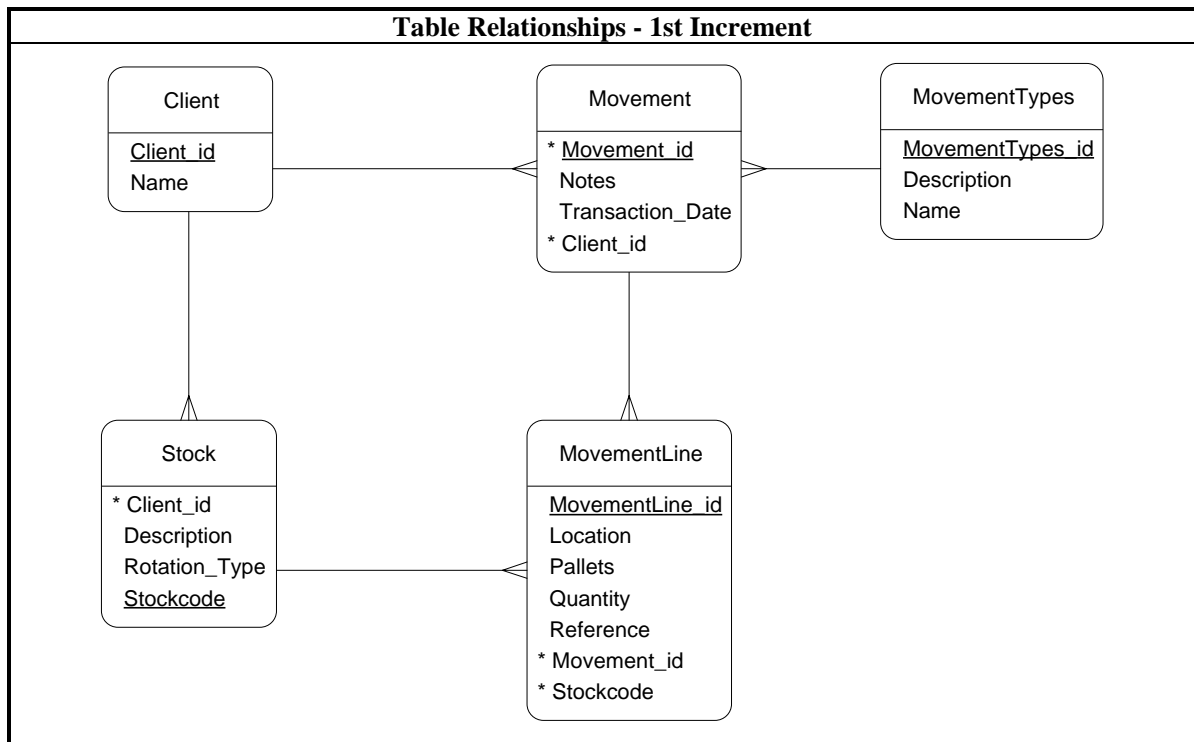 Table Relationships - 1st Increment
Client
Client_id
Name
Movement
* Movement_id
Notes
Transaction_Date
* Client_id
MovementTypes
MovementTypes_id
Description
Name
Stock
* Client_id
Description
Rotation_Type
Stockcode
MovementLine
MovementLine_id
Location
Pallets
Quantity
Reference
* Movement_id
* Stockcode